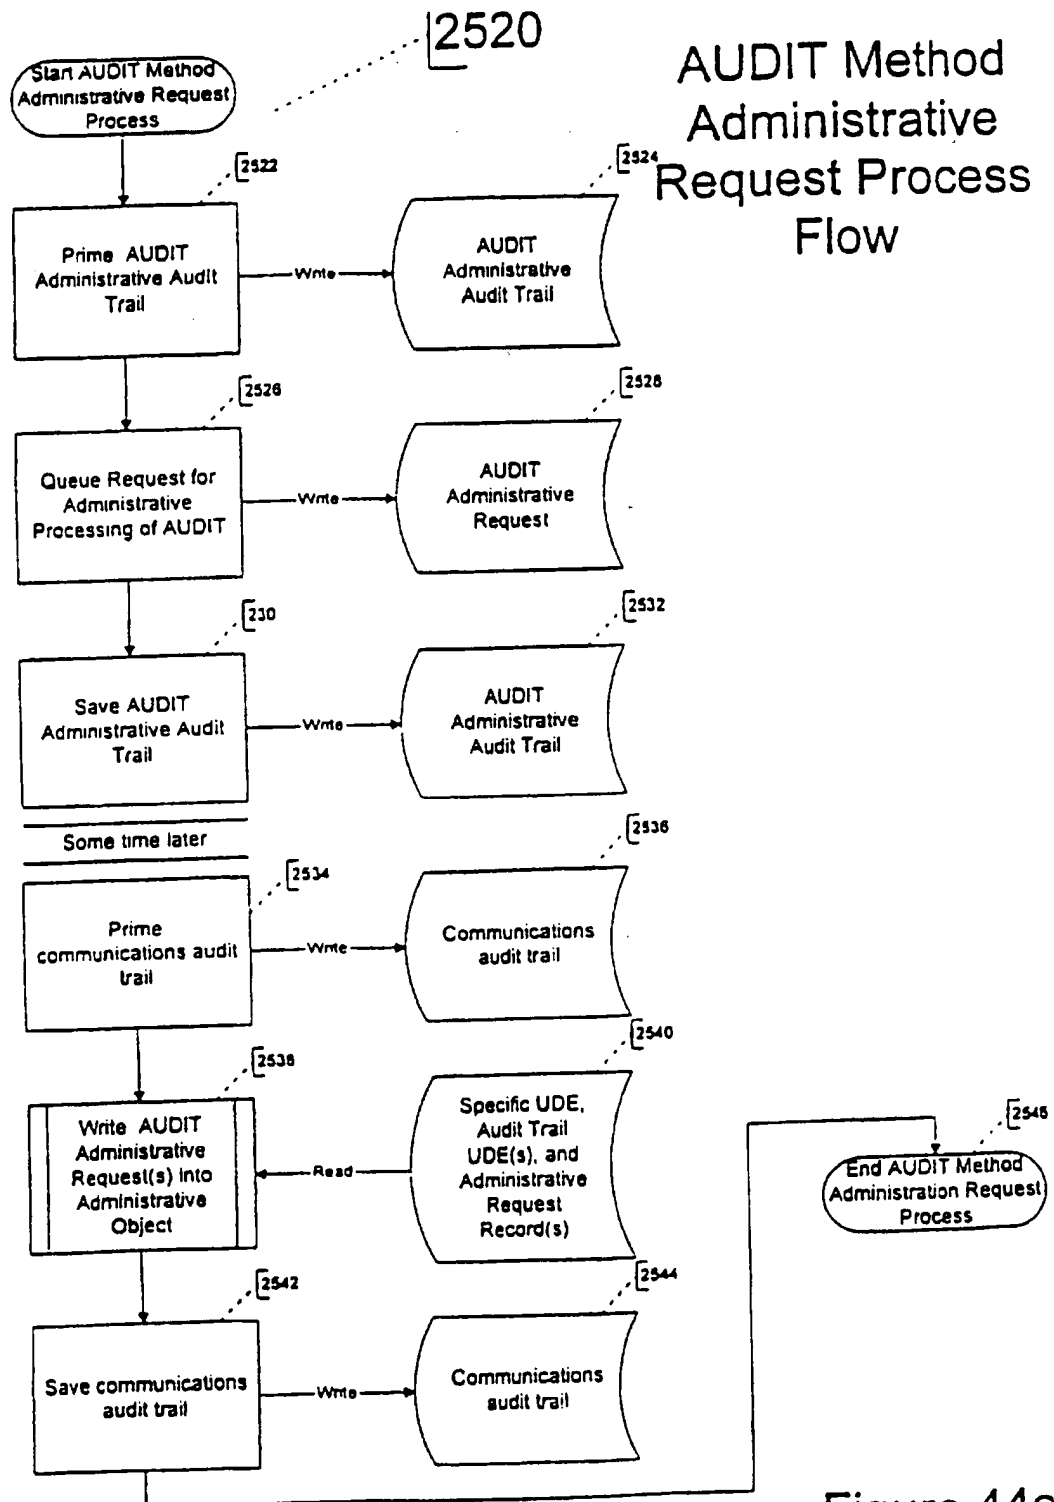 2520
AUDIT Method
Administrative
Request Process
Flow
Start AUDIT Method
Administrative Request
Process
2522
Prime AUDIT
Administrative Audit
Trail
Write
2524
AUDIT
Administrative
Audit Trail
2526
Queue Request for
Administrative
Processing of AUDIT
Write
2528
AUDIT
Administrative
Request
230
Save AUDIT
Administrative Audit
Trail
Write
2532
AUDIT
Administrative
Audit Trail
Some time later
2534
Prime
communications audit
trail
Write
2536
Communications
audit trail
2538
Write AUDIT
Administrative
Request(s) Into
Administrative
Object
Read
2540
Specific UDE,
Audit Trail
UDE(s), and
Administrative
Request
Record(s)
2542
Save communications
audit trail
Write
2544
Communications
audit trail
2546
End AUDIT Method
Administration Request
Process
Figure 44a